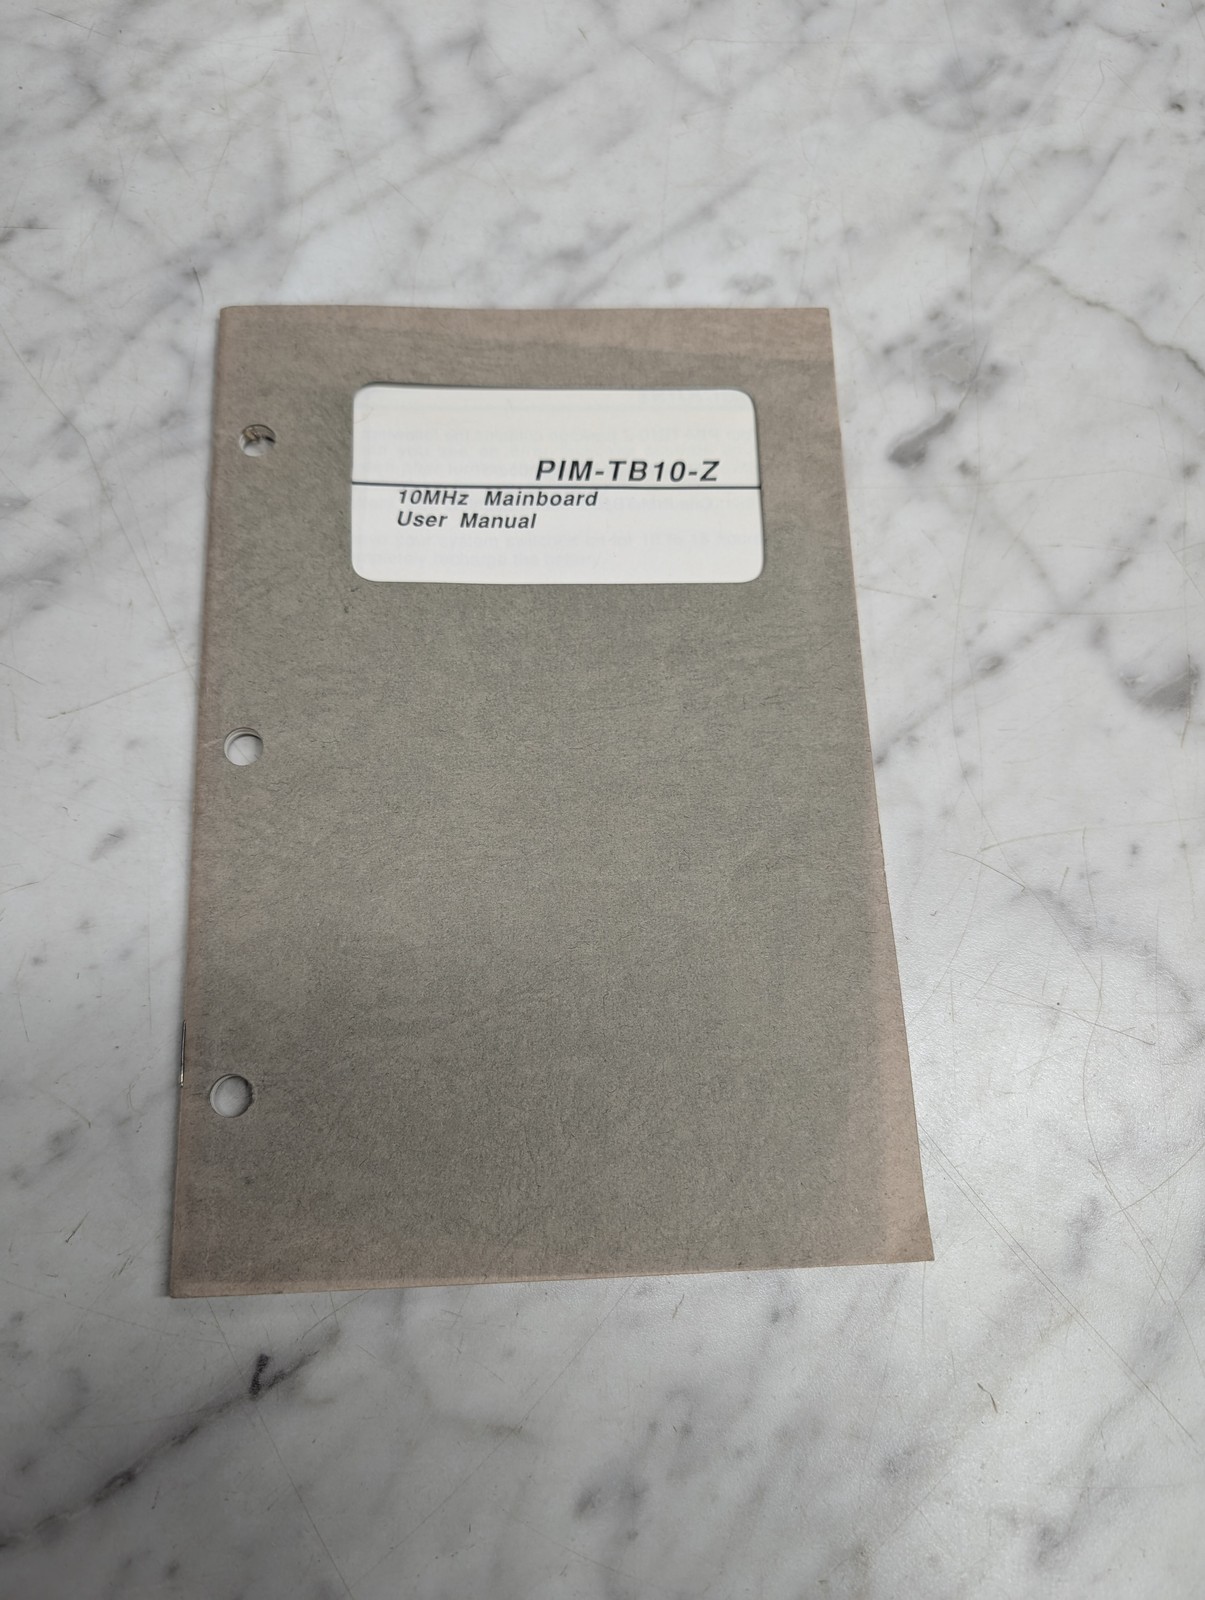 PIM-TB10-Z
10MHz Mainboard
User Manual